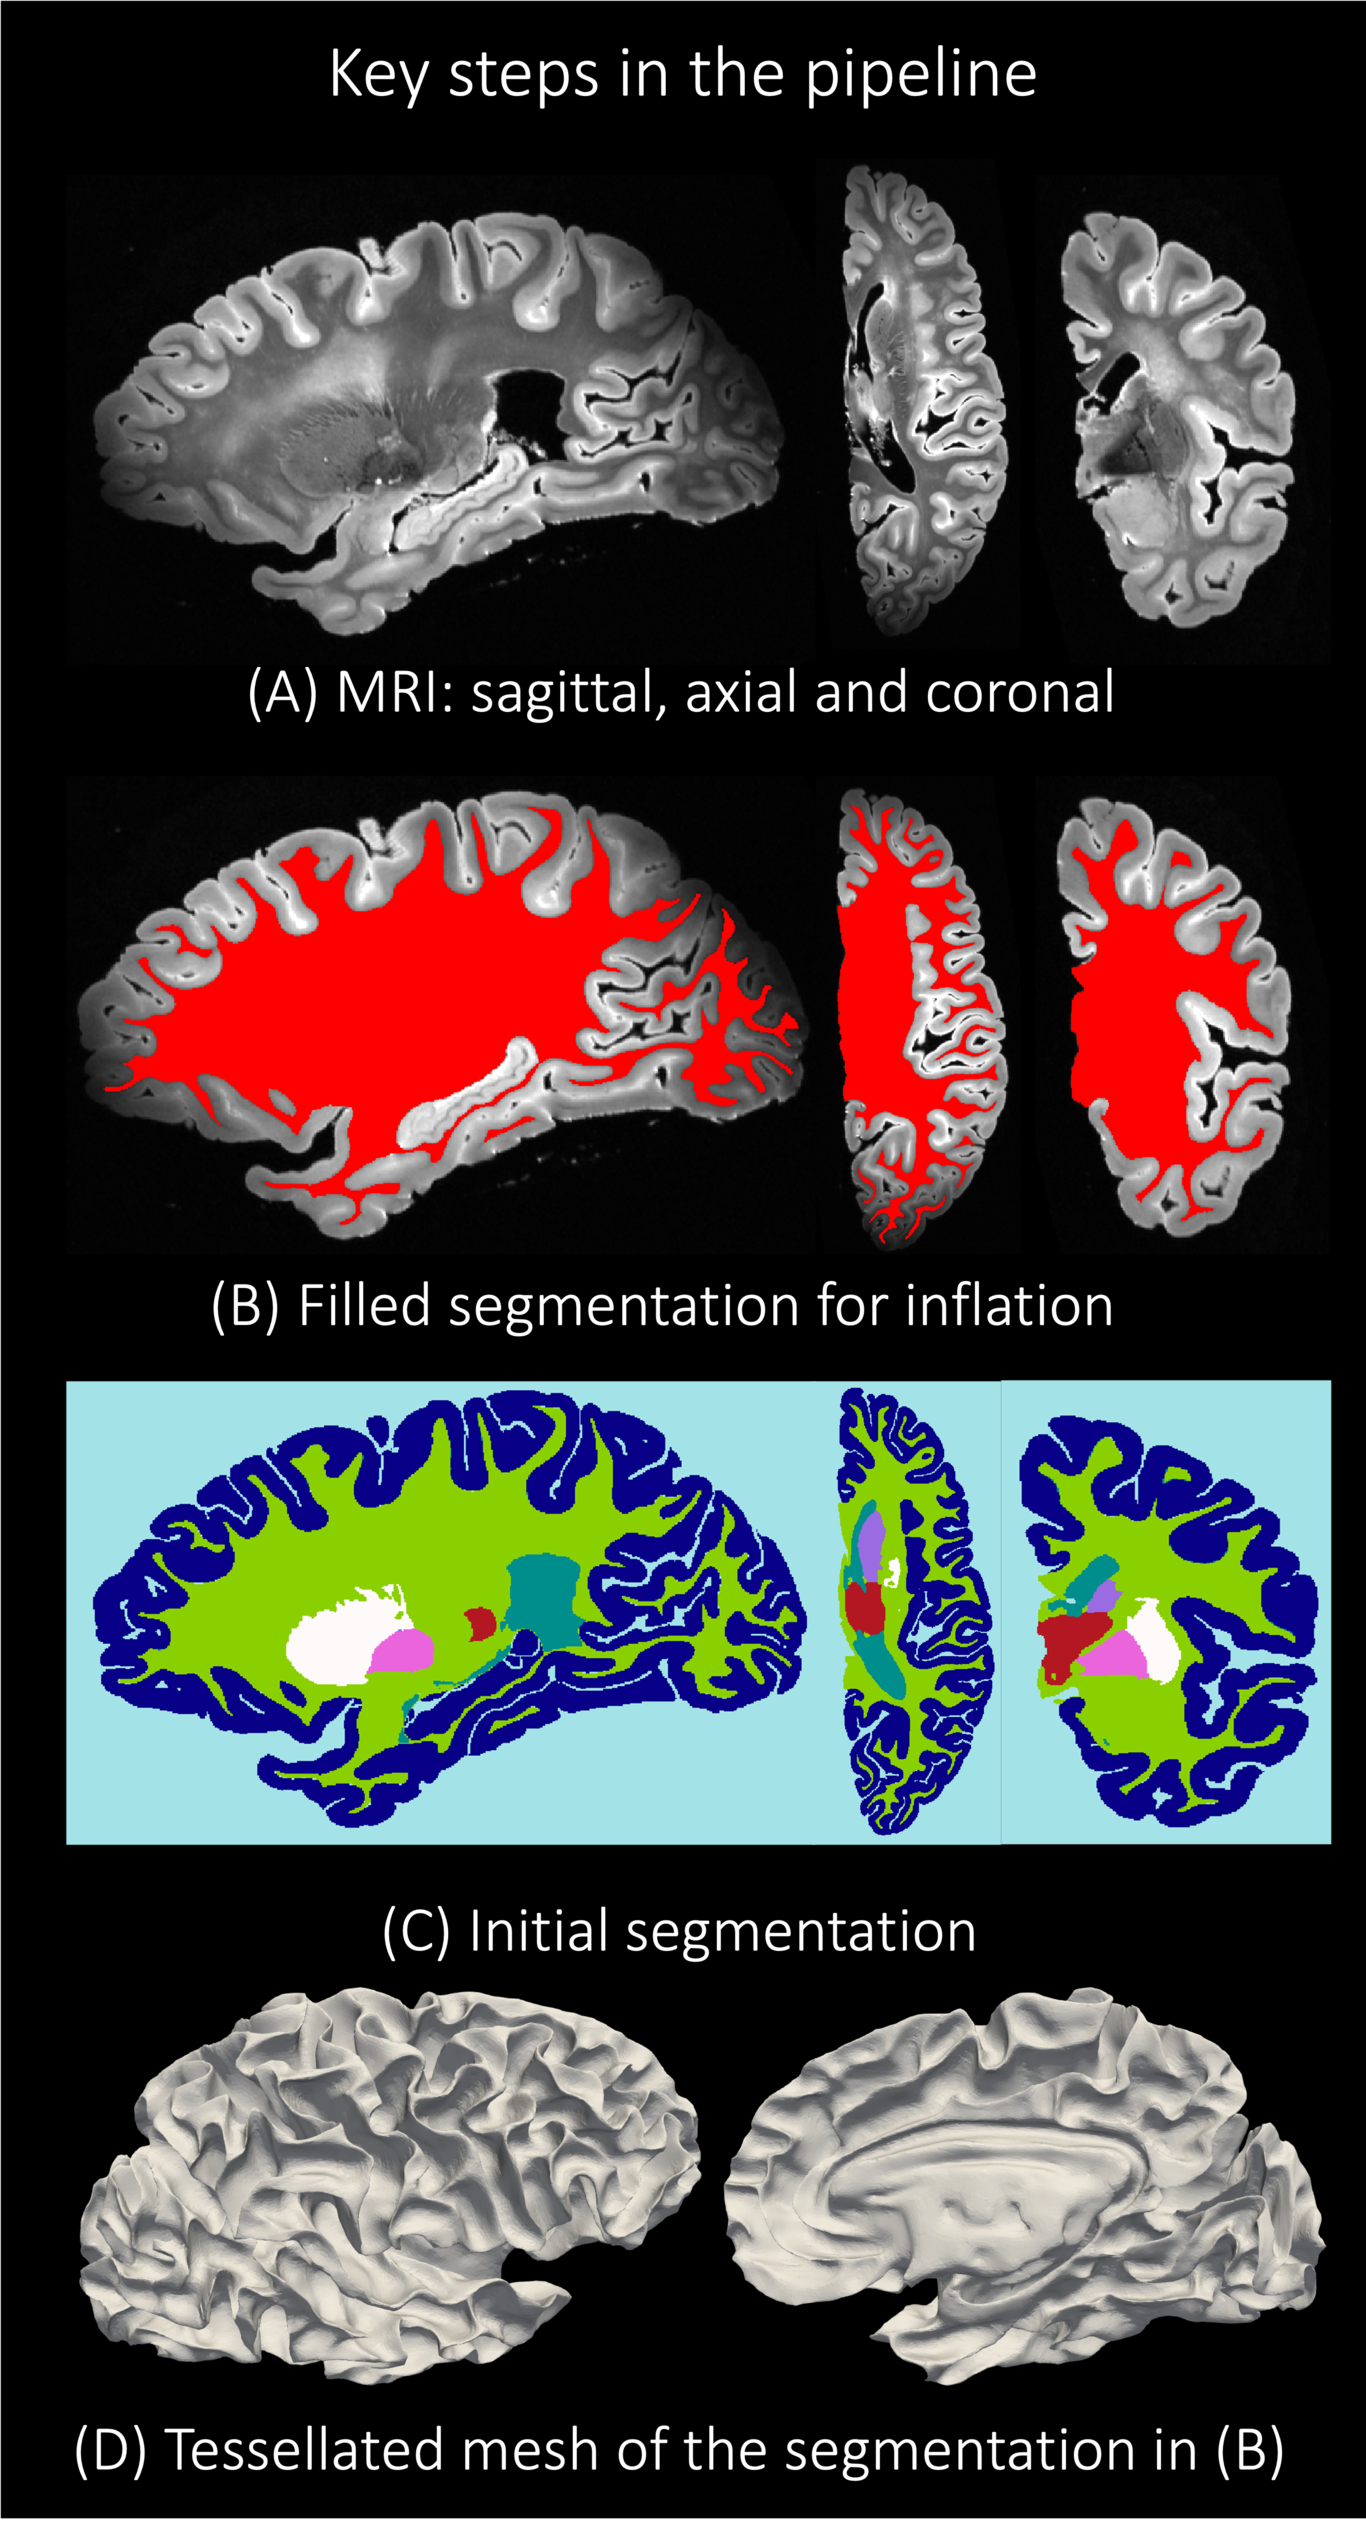 Key steps in the pipeline
(A) MRI: sagittal, axial and coronal
(B) Filled segmentation for inflation
(C) Initial segmentation
(D) Tessellated mesh of the segmentation in (B)